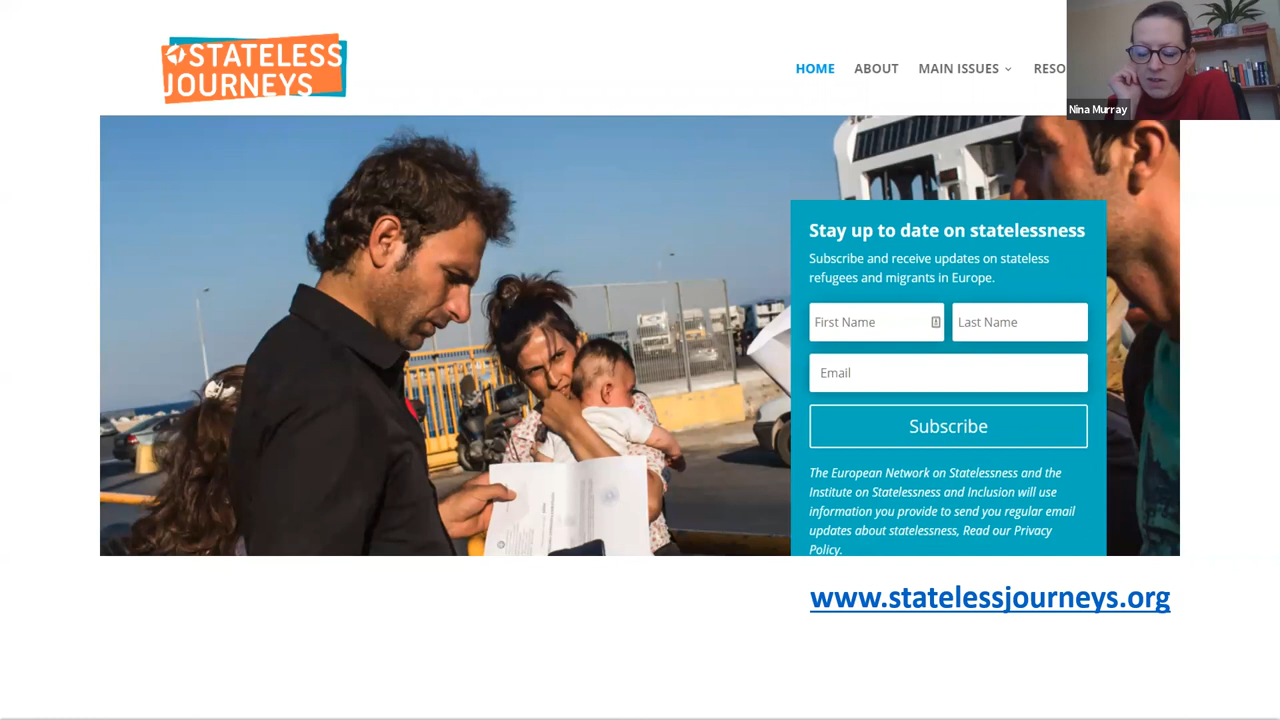 STATELESS
JOURNEYS
HOME ABOUT MAIN ISSUES RESO
Nina Murray
Stay up to date on statelessness
Subscribe and receive updates on stateless
refugees and migrants in Europe.
First Name Last Name
Email
Subscribe
The European Network on Statelessness and the
Institute on Statelessness and Inclusion will use
information you provide to send you regular email
updates about statelessness, Read our Privacy
Policy.
www.statelessjourneys.org